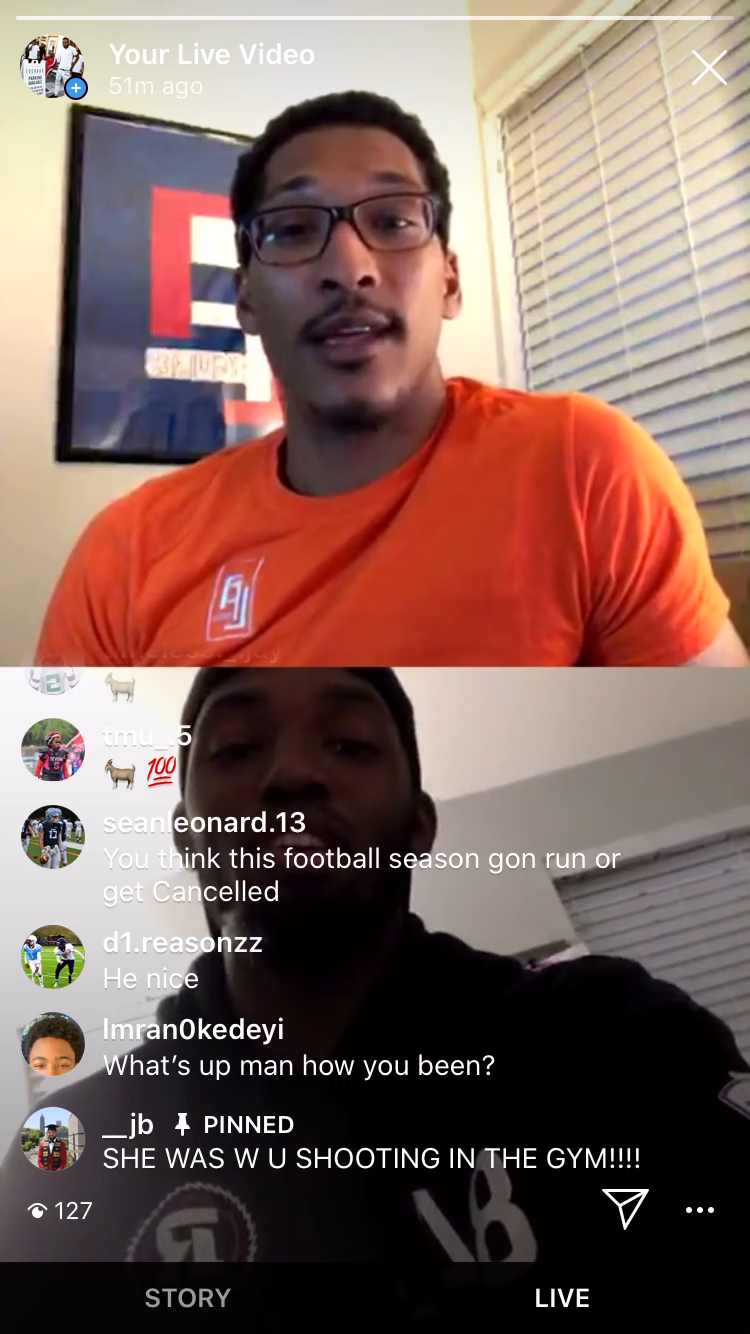 Your Live Video
51m ago
tmu_.5
🐐 💯
seanleonard.13
You think this football season gon run or
get Cancelled
d1.reasonzz
He nice
Imran0kedeyi
What's up man how you been?
__jb PINNED
SHE WAS W U SHOOTING IN THE GYM!!!!
127
STORY
LIVE